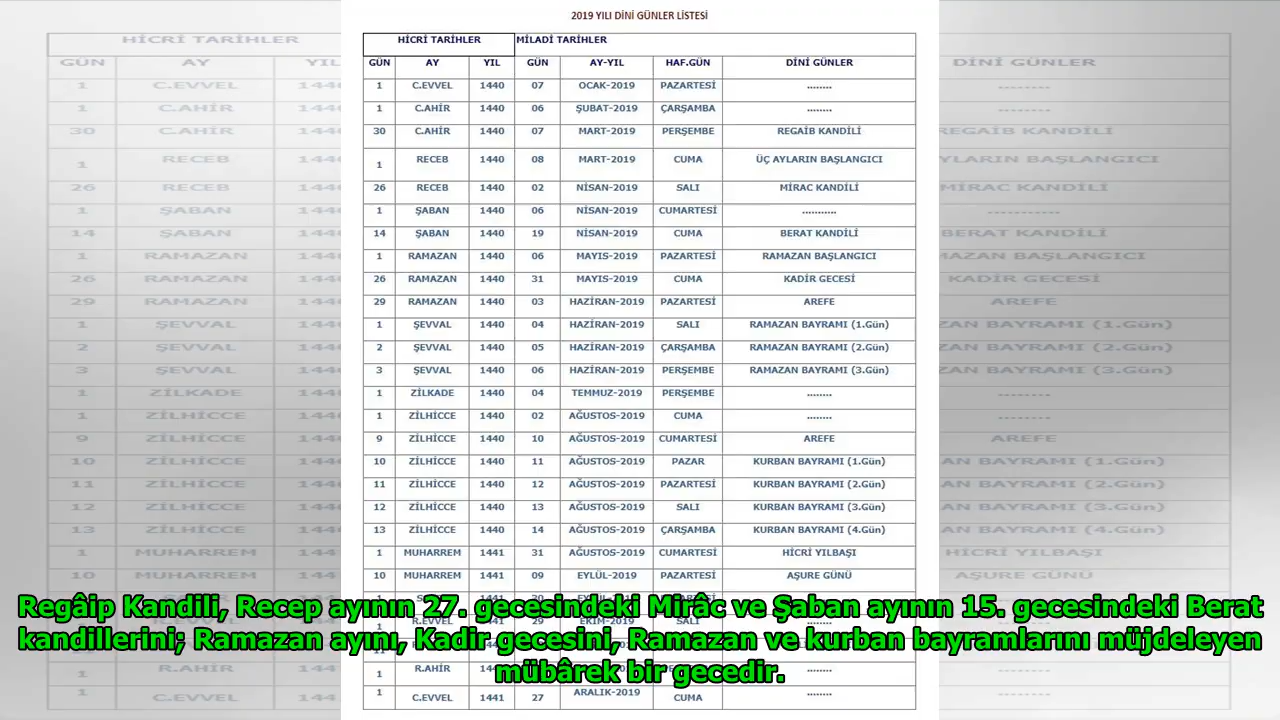 2019 YILI DİNİ GÜNLER LİSTESİ
HİCRİ TARİHLER MİLADİ TARİHLER
GÜN AY YIL GÜN AY-YIL HAF.GÜN DİNİ GÜNLER
1 C.EVVEL 1440 07 OCAK-2019 PAZARTESİ ........
1 C.AHİR 1440 06 ŞUBAT-2019 ÇARŞAMBA ........
30 C.AHİR 1440 07 MART-2019 PERŞEMBE REGAİB KANDİLİ
1 RECEB 1440 08 MART-2019 CUMA ÜÇ AYLARIN BAŞLANGICI
26 RECEB 1440 02 NİSAN-2019 SALI MİRAC KANDİLİ
1 ŞABAN 1440 06 NİSAN-2019 CUMARTESİ ...........
14 ŞABAN 1440 19 NİSAN-2019 CUMA BERAT KANDİLİ
1 RAMAZAN 1440 06 MAYIS-2019 PAZARTESİ RAMAZAN BAŞLANGICI
26 RAMAZAN 1440 31 MAYIS-2019 CUMA KADİR GECESİ
29 RAMAZAN 1440 03 HAZİRAN-2019 PAZARTESİ AREFE
1 ŞEVVAL 1440 04 HAZİRAN-2019 SALI RAMAZAN BAYRAMI (1.Gün)
2 ŞEVVAL 1440 05 HAZİRAN-2019 ÇARŞAMBA RAMAZAN BAYRAMI (2.Gün)
3 ŞEVVAL 1440 06 HAZİRAN-2019 PERŞEMBE RAMAZAN BAYRAMI (3.Gün)
1 ZİLKADE 1440 04 TEMMUZ-2019 PERŞEMBE ........
1 ZİLHİCCE 1440 02 AĞUSTOS-2019 CUMA ........
9 ZİLHİCCE 1440 10 AĞUSTOS-2019 CUMARTESİ AREFE
10 ZİLHİCCE 1440 11 AĞUSTOS-2019 PAZAR KURBAN BAYRAMI (1.Gün)
11 ZİLHİCCE 1440 12 AĞUSTOS-2019 PAZARTESİ KURBAN BAYRAMI (2.Gün)
12 ZİLHİCCE 1440 13 AĞUSTOS-2019 SALI KURBAN BAYRAMI (3.Gün)
13 ZİLHİCCE 1440 14 AĞUSTOS-2019 ÇARŞAMBA KURBAN BAYRAMI (4.Gün)
1 MUHARREM 1441 31 AĞUSTOS-2019 CUMARTESİ HİCRİ YILBAŞI
10 MUHARREM 1441 09 EYLÜL-2019 PAZARTESİ AŞURE GÜNÜ
Regâip Kandili, Recep ayının 27. gecesindeki Mirâc ve Şaban ayının 15. gecesindeki Berat
kandillerini; Ramazan ayını, Kadir gecesini, Ramazan ve kurban bayramlarını müjdeleyen
mübârek bir gecedir.
1 R.AHİR
1 C.EVVEL 1441 27 ARALIK-2019 CUMA ........